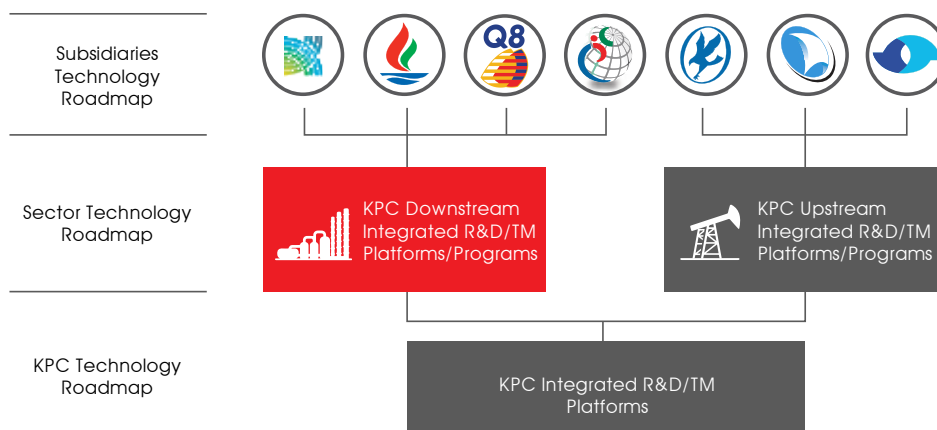 Subsidiaries
Technology
Roadmap
Q8
Sector Technology
Roadmap
KPC Downstream
Integrated R&D/TM
Platforms/Programs
KPC Upstream
Integrated R&D/TM
Platforms/Programs
KPC Technology
Roadmap
KPC Integrated R&D/TM
Platforms